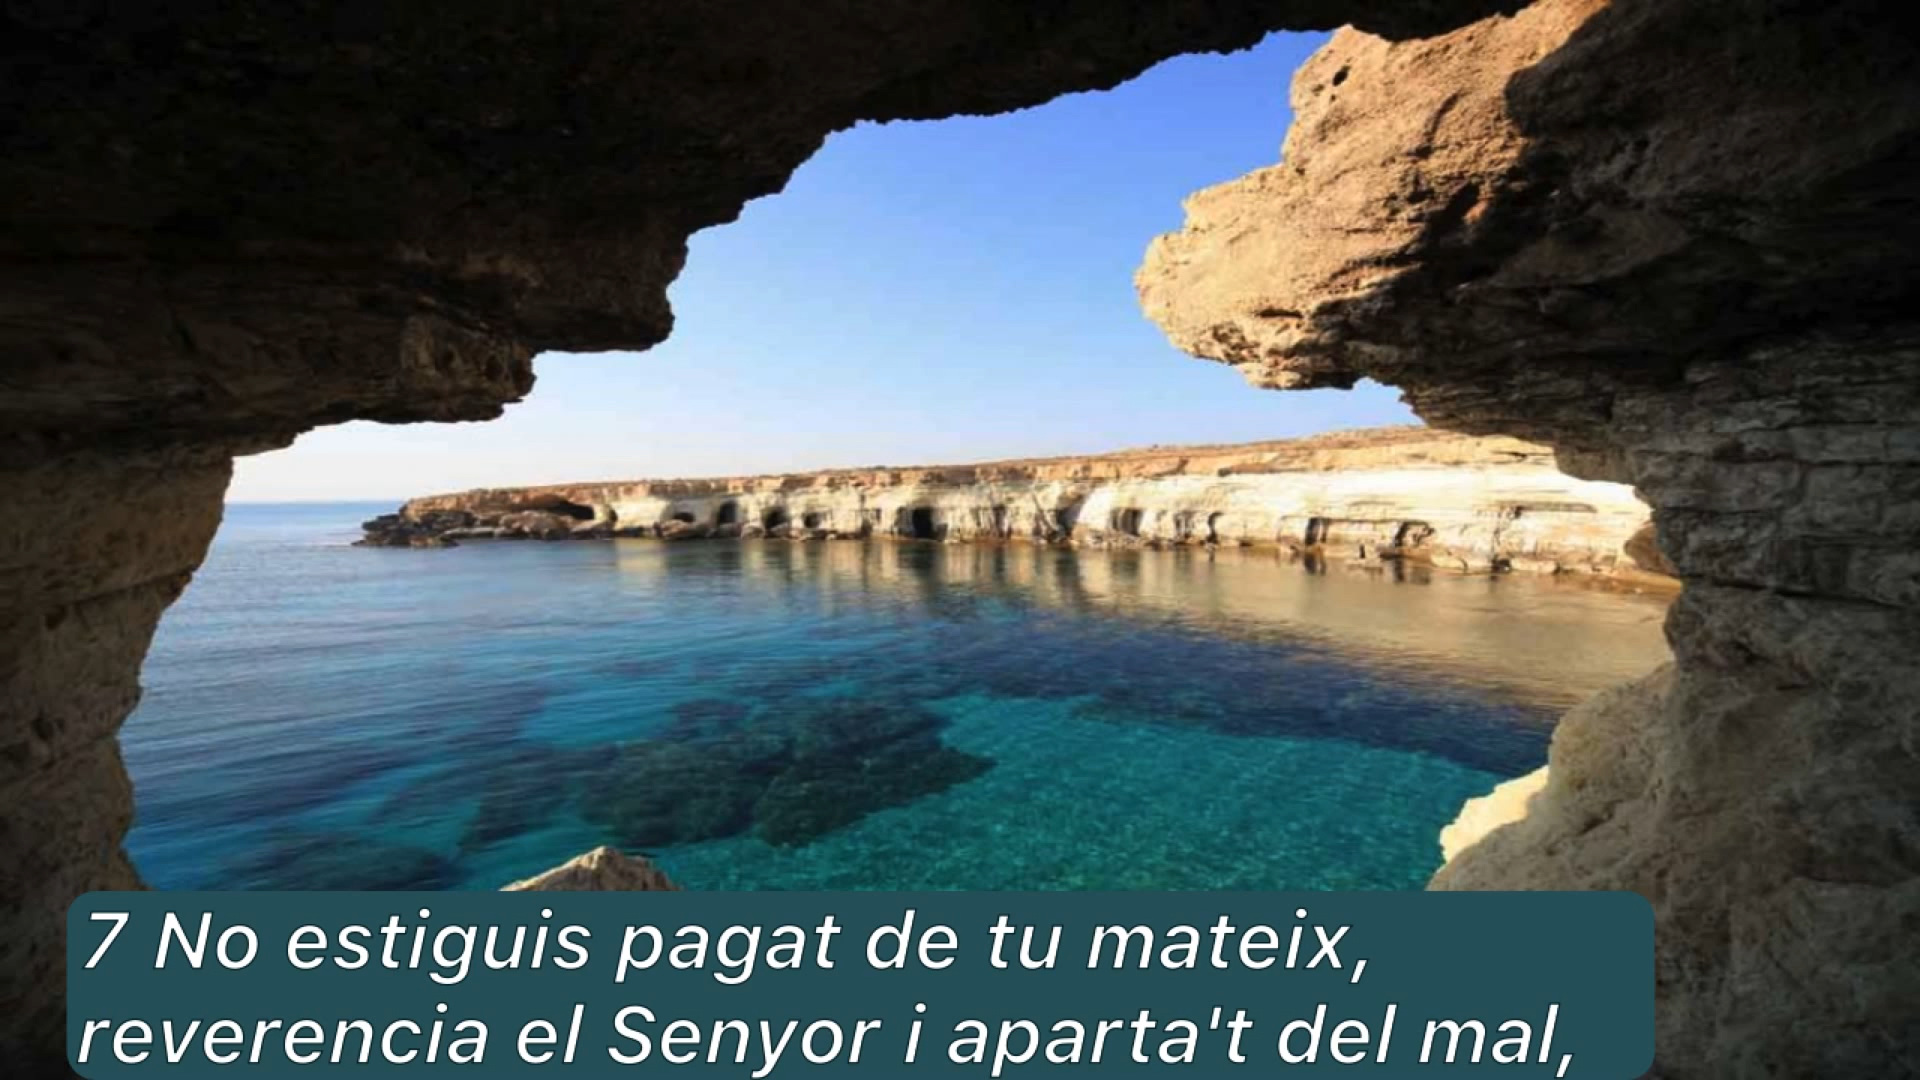 7 No estiguis pagat de tu mateix,
reverencia el Senyor i aparta't del mal,